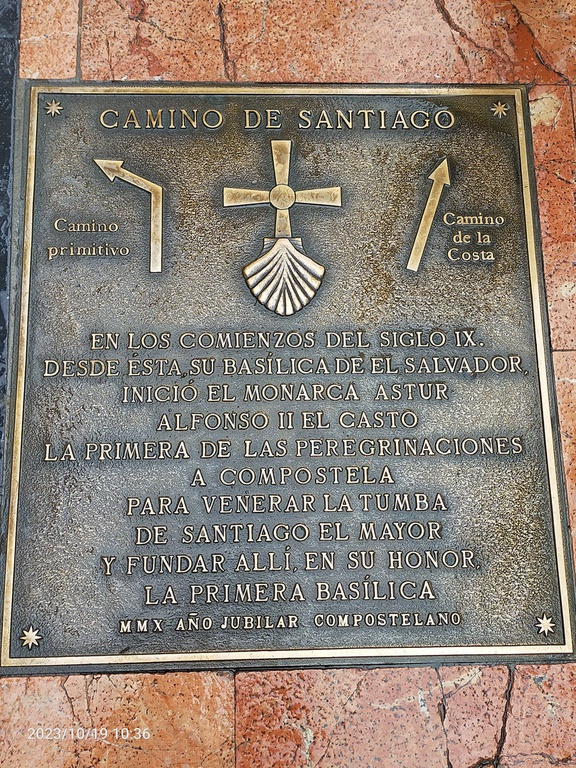 CAMINO DE SANTIAGO
Camino
primitivo
Camino
de la
Costa
EN LOS COMIENZOS DEL SIGLO IX.
DESDE ÉSTA, SU BASÍLICA DE EL SALVADOR,
INICIÓ EL MONARCA ASTUR
ALFONSO II EL CASTO
LA PRIMERA DE LAS PEREGRINACIONES
A COMPOSTELA
PARA VENERAR LA TUMBA
DE SANTIAGO EL MAYOR
Y FUNDAR ALLÍ, EN SU HONOR,
LA PRIMERA BASÍLICA
MMX AÑO JUBILAR COMPOSTELANO
2023/10/19 10:36